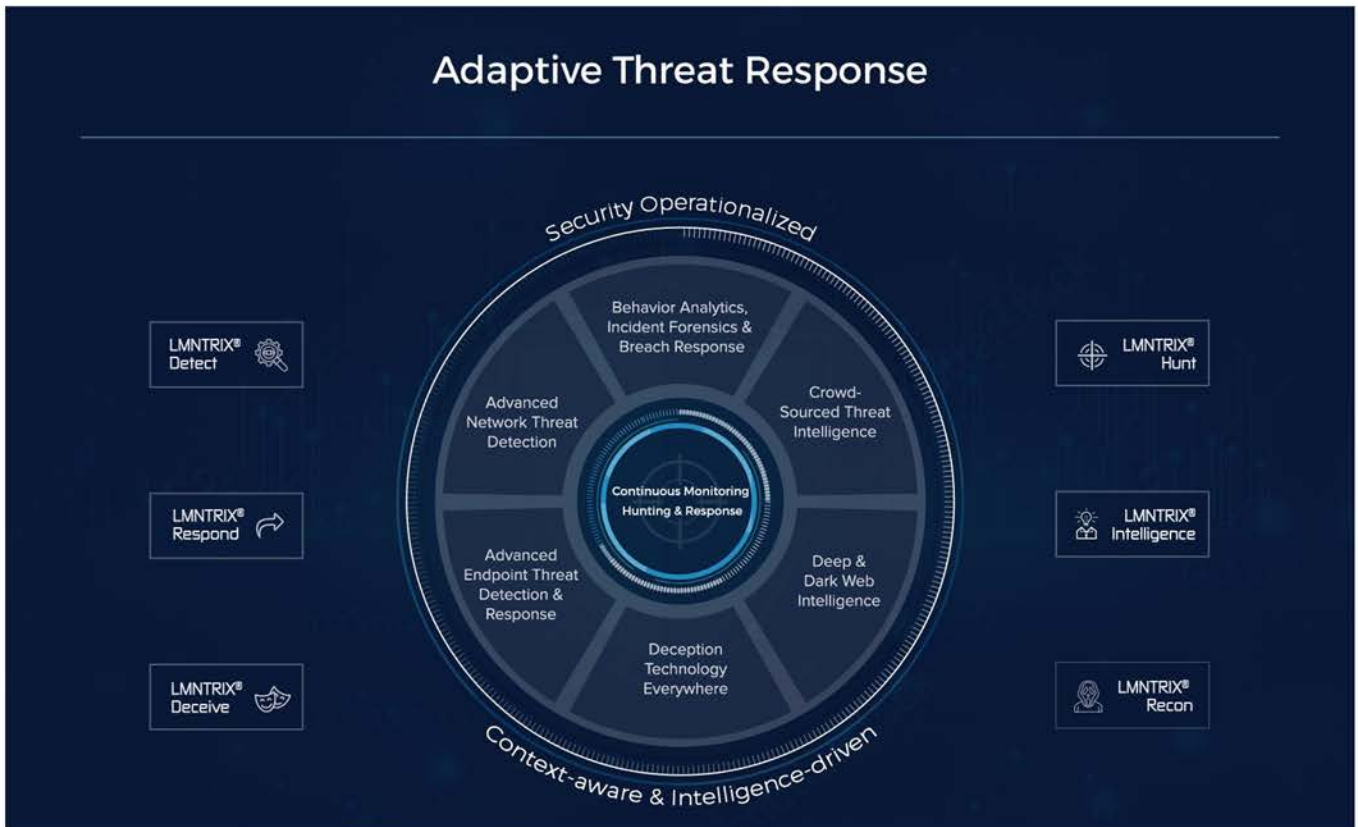 Adaptive Threat Response
Security Operationalized
LMNTRIX®
Detect
LMNTRIX®
Respond
LMNTRIX®
Deceive
Behavior Analytics,
Incident Forensics &
Breach Response
Advanced
Network Threat
Detection
Crowd-
Sourced Threat
Intelligence
Continuous Monitoring
Hunting & Response
Advanced
Endpoint Threat
Detection &
Response
Deep &
Dark Web
Intelligence
Deception
Technology
Everywhere
Context-aware & Intelligence-driven
LMNTRIX®
Hunt
LMNTRIX®
Intelligence
LMNTRIX®
Recon